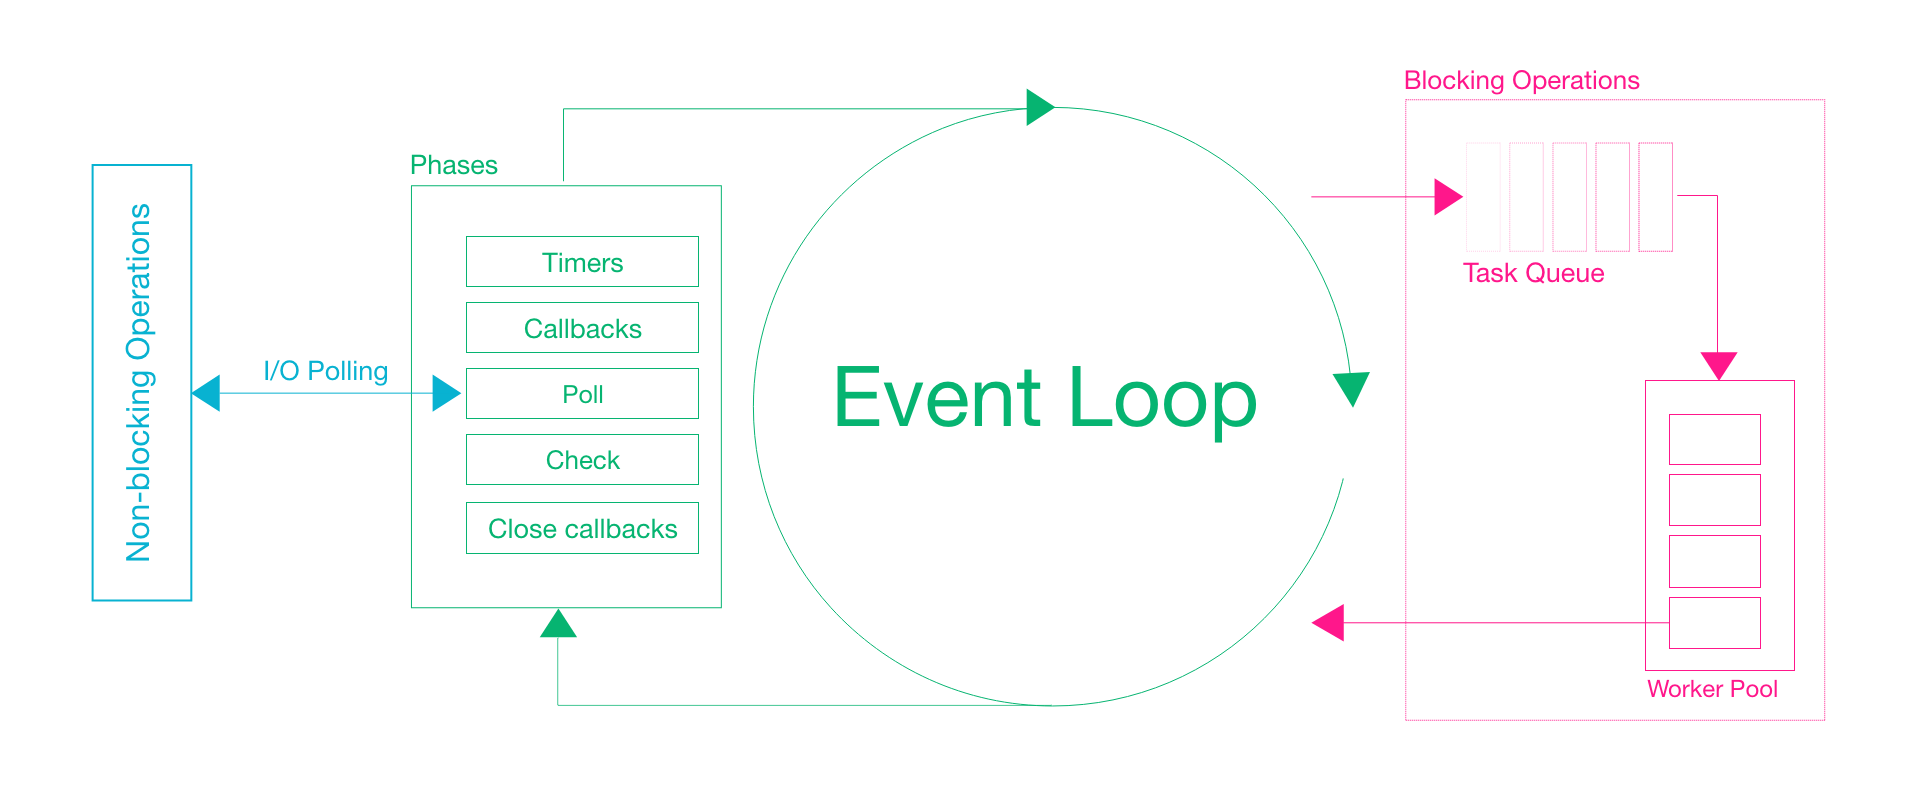 Non-blocking Operations
I/O Polling
Phases
Timers
Callbacks
Poll
Check
Close callbacks
Event Loop
Blocking Operations
Task Queue
Worker Pool